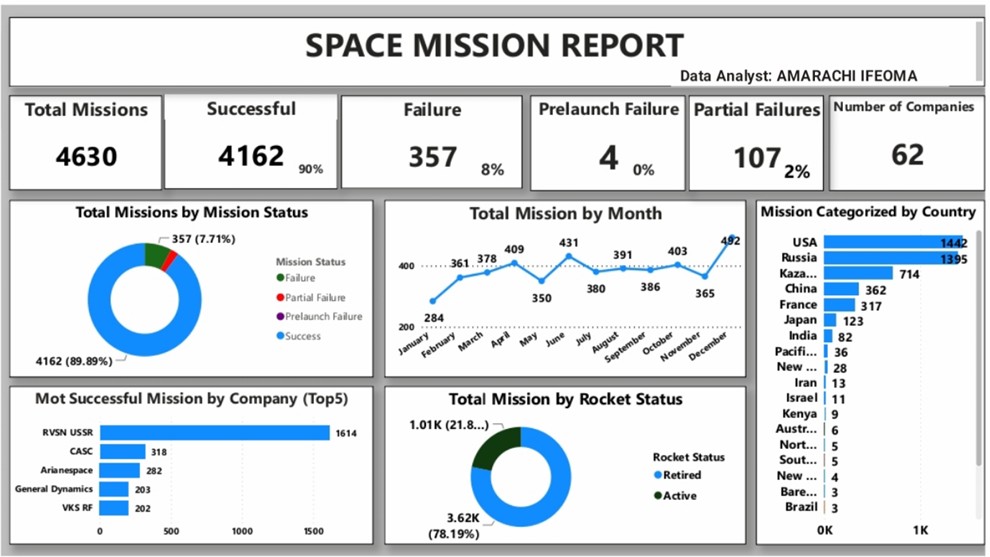 SPACE MISSION REPORT
Data Analyst: AMARACHI IFEOMA
Total Missions
4630
Successful
4162 90%
Failure
357 8%
Prelaunch Failure
4 0%
Partial Failures
107 2%
Number of Companies
62
Total Missions by Mission Status
357 (7.71%)
4162 (89.89%)
Mission Status
Failure
Partial Failure
Prelaunch Failure
Success
Total Mission by Month
400
200
284
361
378
409
350
431
380
391
386
403
365
492
January
February
March
April
May
June
July
August
September
October
November
December
Mission Categorized by Country
USA 1442
Russia 1395
Kaza... 714
China 362
France 317
Japan 123
India 82
Pacifi... 36
New ... 28
Iran 13
Israel 11
Kenya 9
Austr... 6
Nort... 5
Sout... 5
New ... 4
Bare... 3
Brazil 3
0K 1K
Mot Successful Mission by Company (Top5)
RVSN USSR 1614
CASC 318
Arianespace 282
General Dynamics 203
VKS RF 202
0 500 1000 1500
Total Mission by Rocket Status
1.01K (21.8...)
3.62K
(78.19%)
Rocket Status
Retired
Active